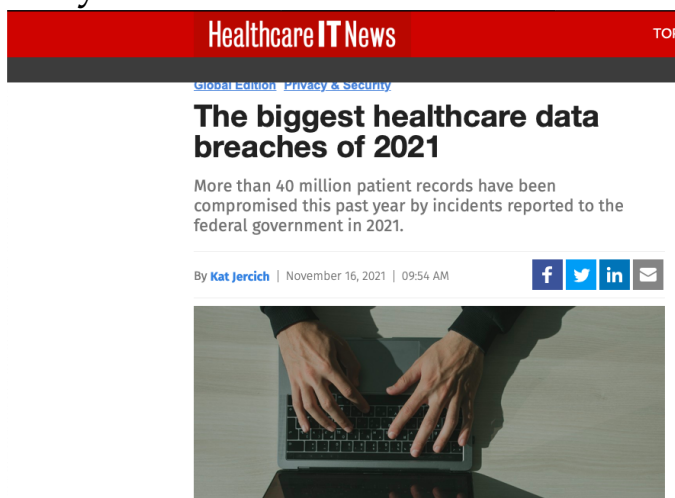 Healthcare IT News
Global Edition Privacy & Security
The biggest healthcare data
breaches of 2021
More than 40 million patient records have been
compromised this past year by incidents reported to the
federal government in 2021.
By Kat Jercich | November 16, 2021 | 09:54 AM
f in